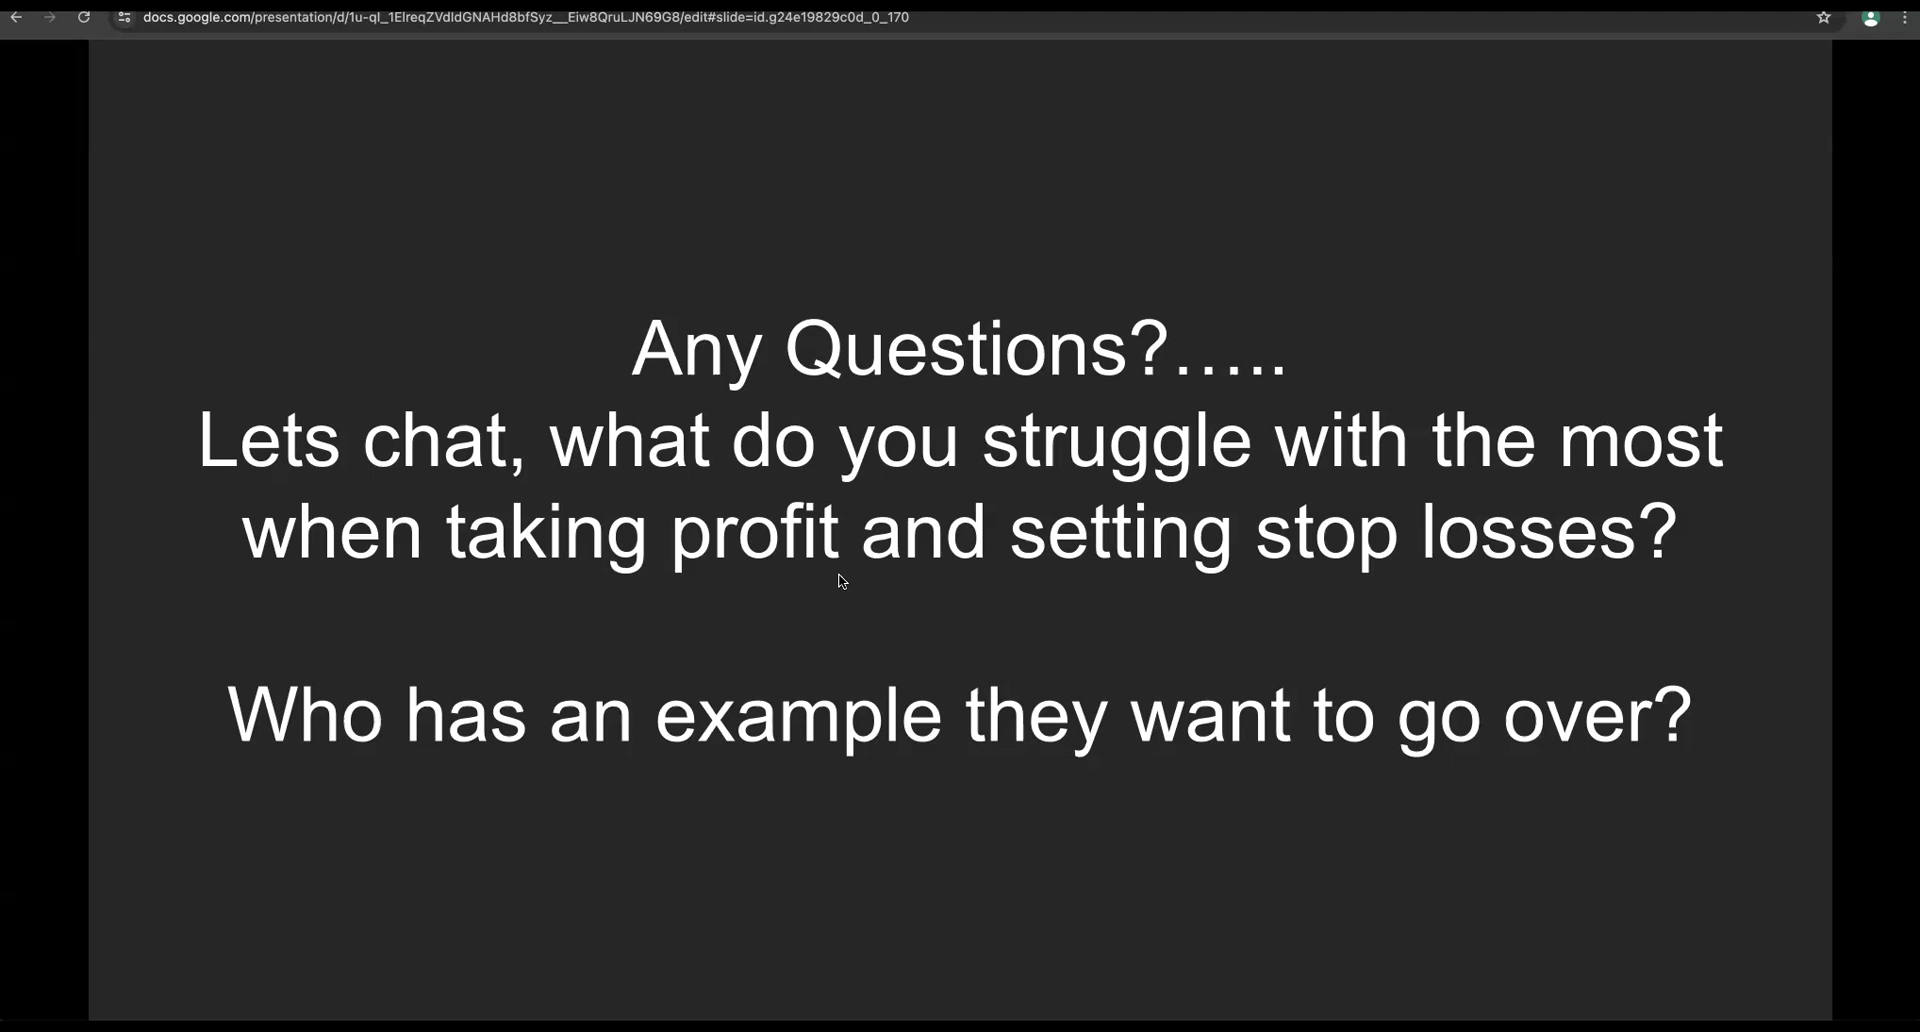 docs.google.com/presentation/d/1u-qI_1ElreqZVdIdGNAHd8bfSyz__Eiw8QruLJN69G8/edit#slide=id.g24e19829c0d_0_170
Any Questions?.....
Lets chat, what do you struggle with the most
when taking profit and setting stop losses?
Who has an example they want to go over?